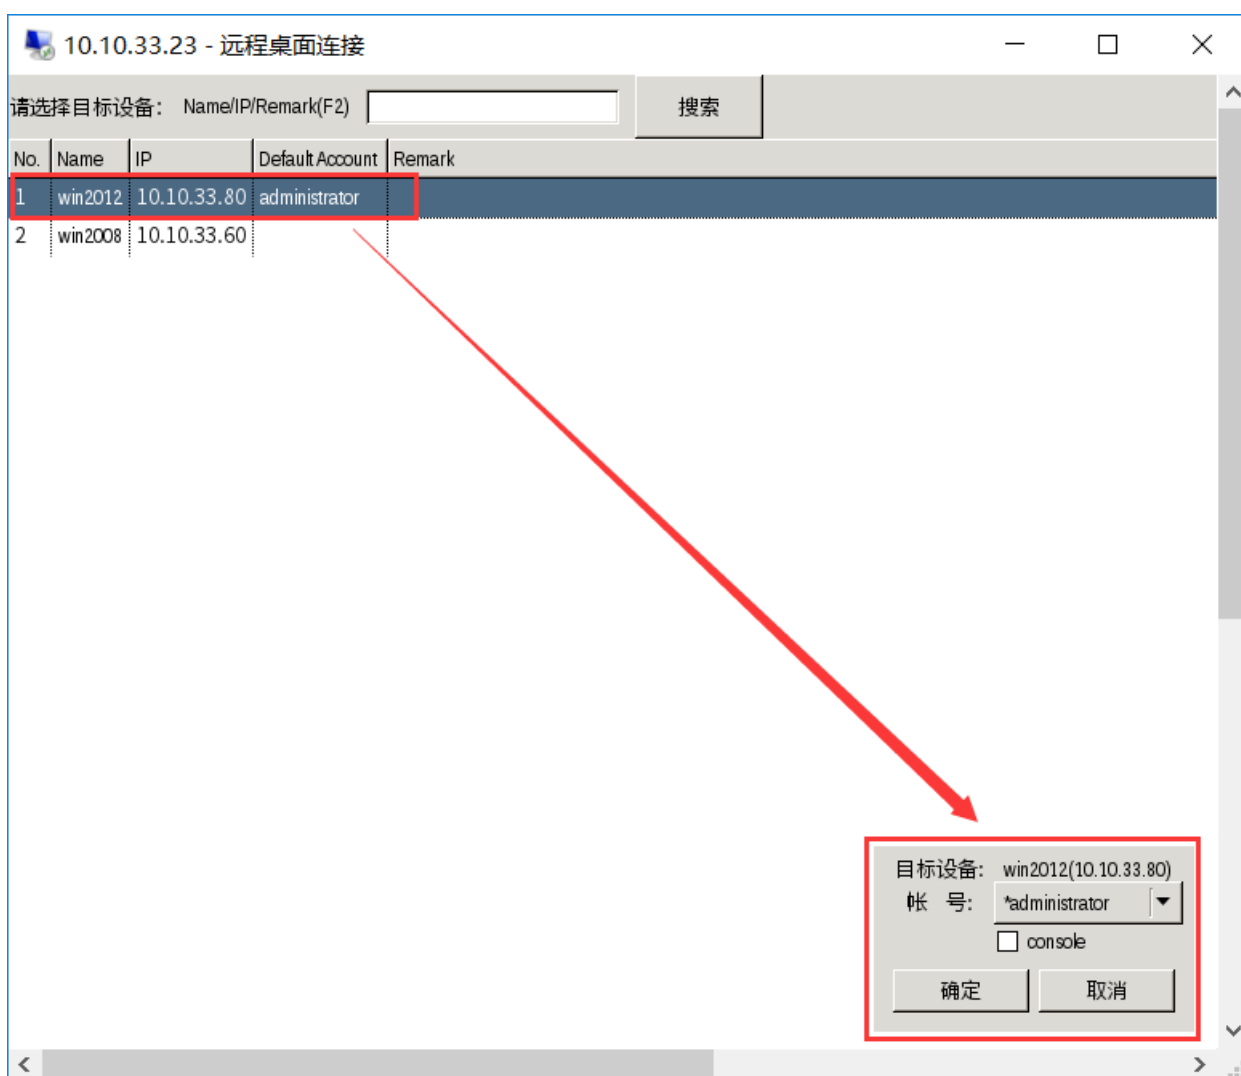 10.10.33.23 - 远程桌面连接
请选择目标设备： Name/IP/Remark(F2) 搜索
No. Name IP Default Account Remark
1 win2012 10.10.33.80 administrator
2 win2008 10.10.33.60
目标设备: win2012(10.10.33.80)
帐 号: *administrator
console
确定 取消